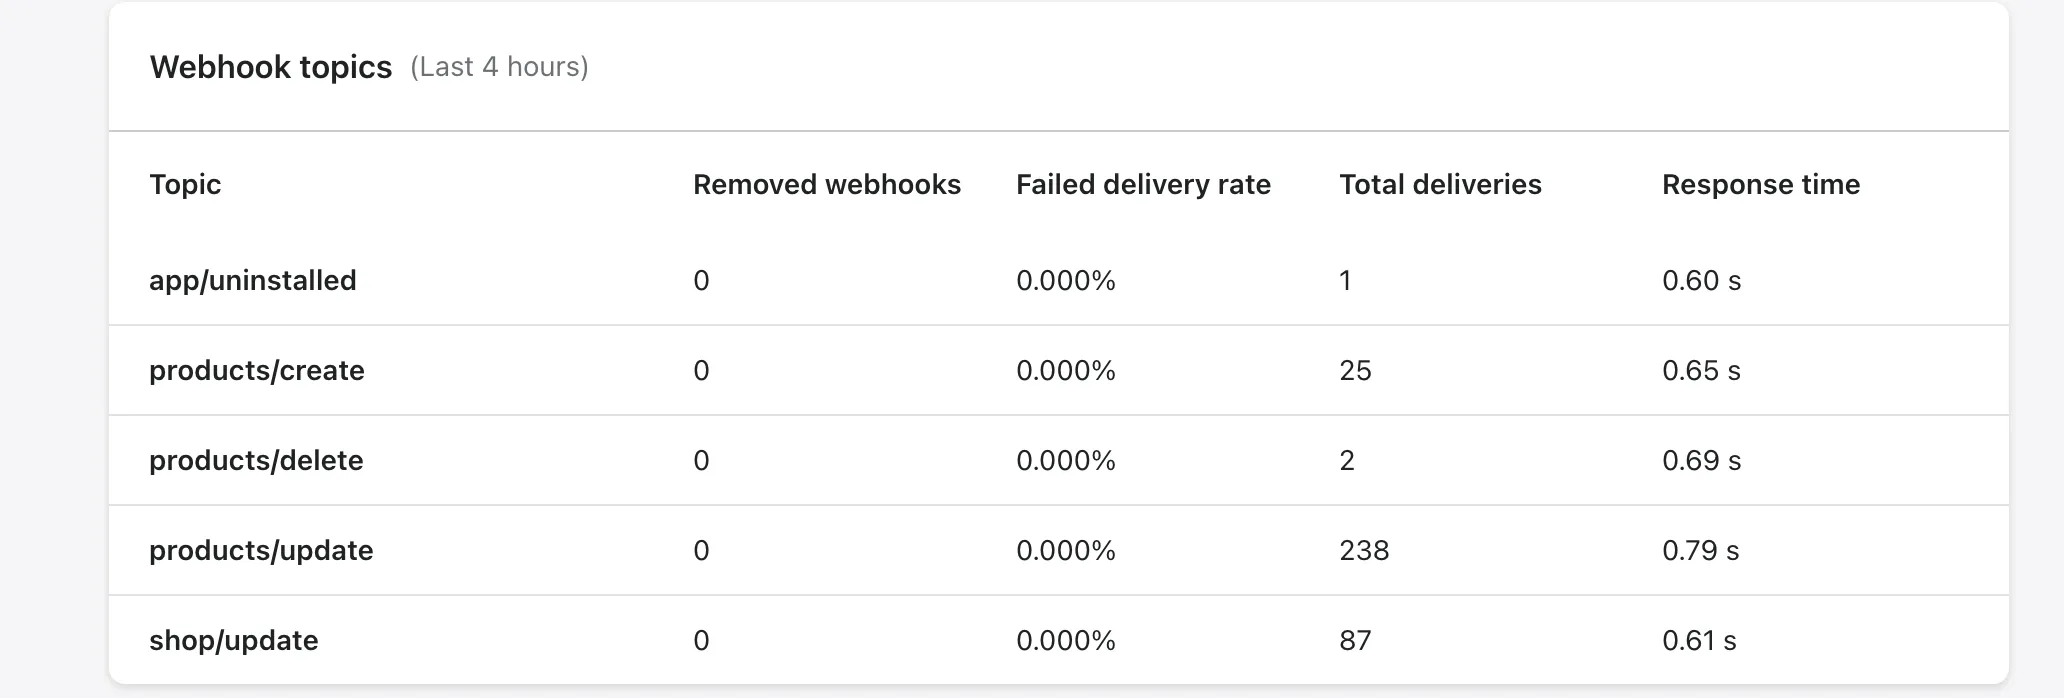 Webhook topics (Last 4 hours)
Topic Removed webhooks Failed delivery rate Total deliveries Response time
app/uninstalled 0 0.000% 1 0.60 s
products/create 0 0.000% 25 0.65 s
products/delete 0 0.000% 2 0.69 s
products/update 0 0.000% 238 0.79 s
shop/update 0 0.000% 87 0.61 s